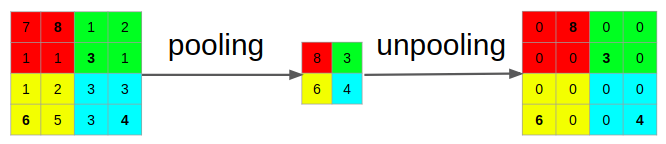 7 8 1 2
1 1 3 1
1 2 3 3
6 5 3 4
pooling
8 3
6 4
unpooling
0 8 0 0
0 0 3 0
0 0 0 0
6 0 0 4